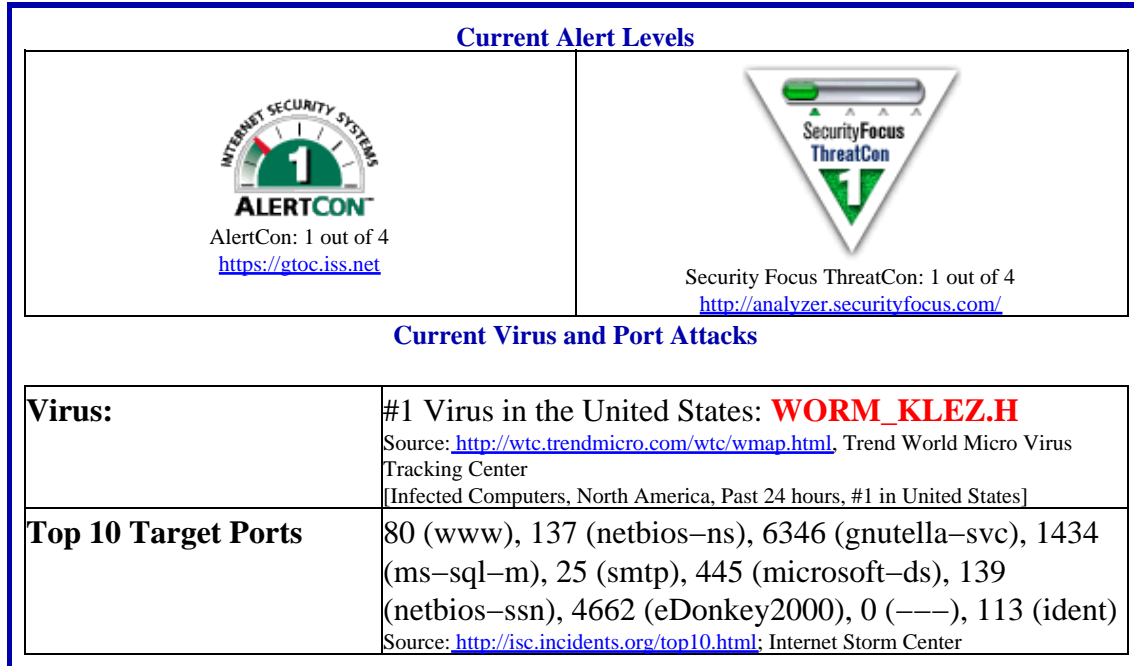 Current Alert Levels
INTERNET SECURITY SYSTEMS
1
ALERTCON™
AlertCon: 1 out of 4
https://gtoc.iss.net
SecurityFocus
ThreatCon
1
Security Focus ThreatCon: 1 out of 4
http://analyzer.securityfocus.com/
Current Virus and Port Attacks
Virus:
#1 Virus in the United States: WORM_KLEZ.H
Source: http://wtc.trendmicro.com/wtc/wmap.html, Trend World Micro Virus
Tracking Center
[Infected Computers, North America, Past 24 hours, #1 in United States]
Top 10 Target Ports
80 (www), 137 (netbios−ns), 6346 (gnutella−svc), 1434
(ms−sql−m), 25 (smtp), 445 (microsoft−ds), 139
(netbios−ssn), 4662 (eDonkey2000), 0 (−−−), 113 (ident)
Source: http://isc.incidents.org/top10.html; Internet Storm Center